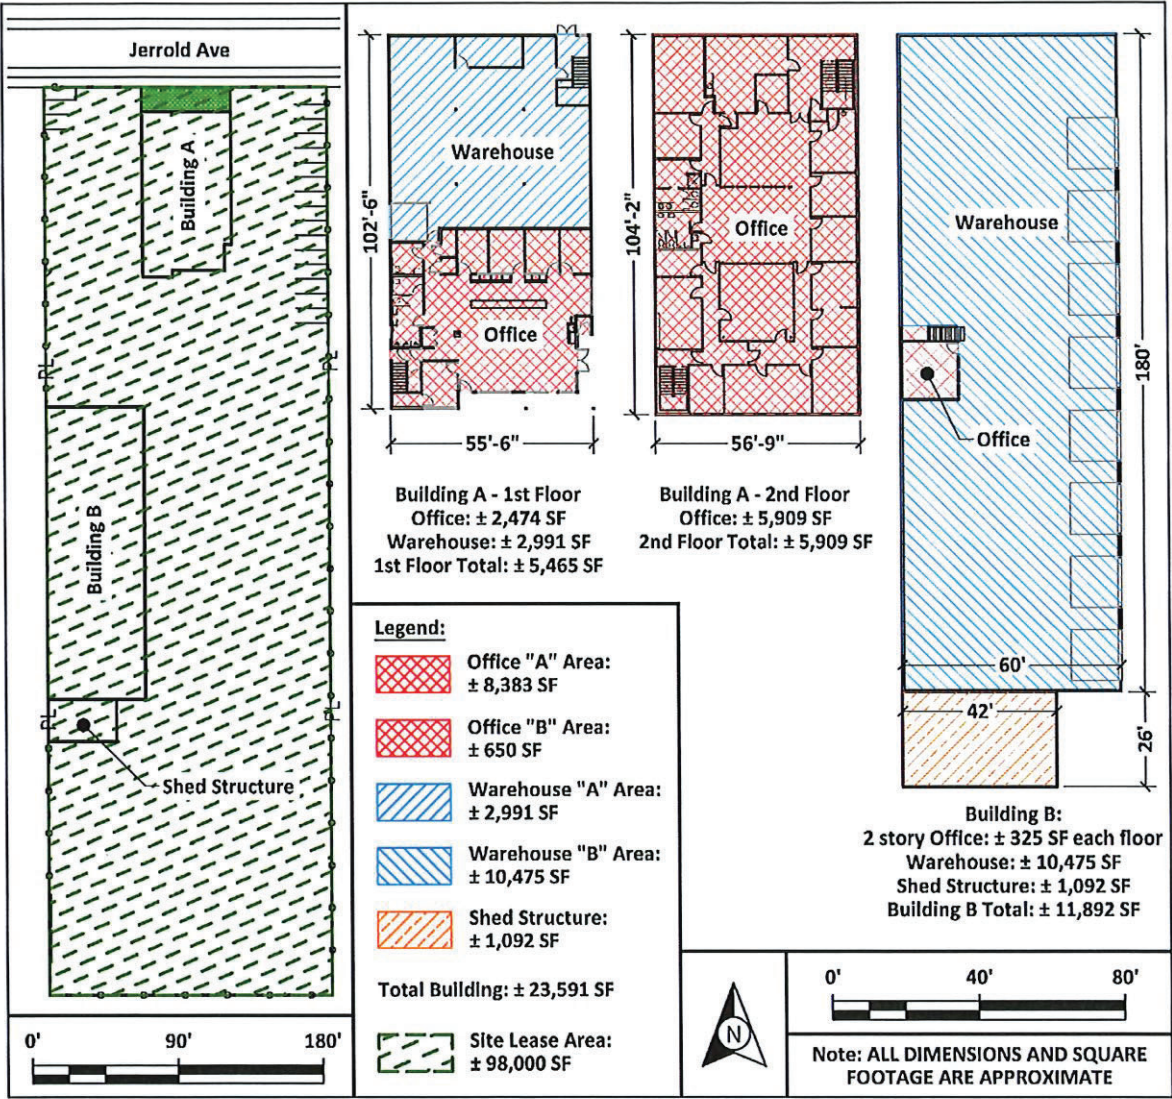 Jerrold Ave
Building A
Building B
Shed Structure
0' 90' 180'
102'-6"
Warehouse
Office
55'-6"
Building A - 1st Floor
Office: ± 2,474 SF
Warehouse: ± 2,991 SF
1st Floor Total: ± 5,465 SF
104'-2"
Office
56'-9"
Building A - 2nd Floor
Office: ± 5,909 SF
2nd Floor Total: ± 5,909 SF
Warehouse
180'
Office
60'
42'
26'
Building B:
2 story Office: ± 325 SF each floor
Warehouse: ± 10,475 SF
Shed Structure: ± 1,092 SF
Building B Total: ± 11,892 SF
Legend:
Office "A" Area:
± 8,383 SF
Office "B" Area:
± 650 SF
Warehouse "A" Area:
± 2,991 SF
Warehouse "B" Area:
± 10,475 SF
Shed Structure:
± 1,092 SF
Total Building: ± 23,591 SF
Site Lease Area:
± 98,000 SF
N
0' 40' 80'
Note: ALL DIMENSIONS AND SQUARE
FOOTAGE ARE APPROXIMATE